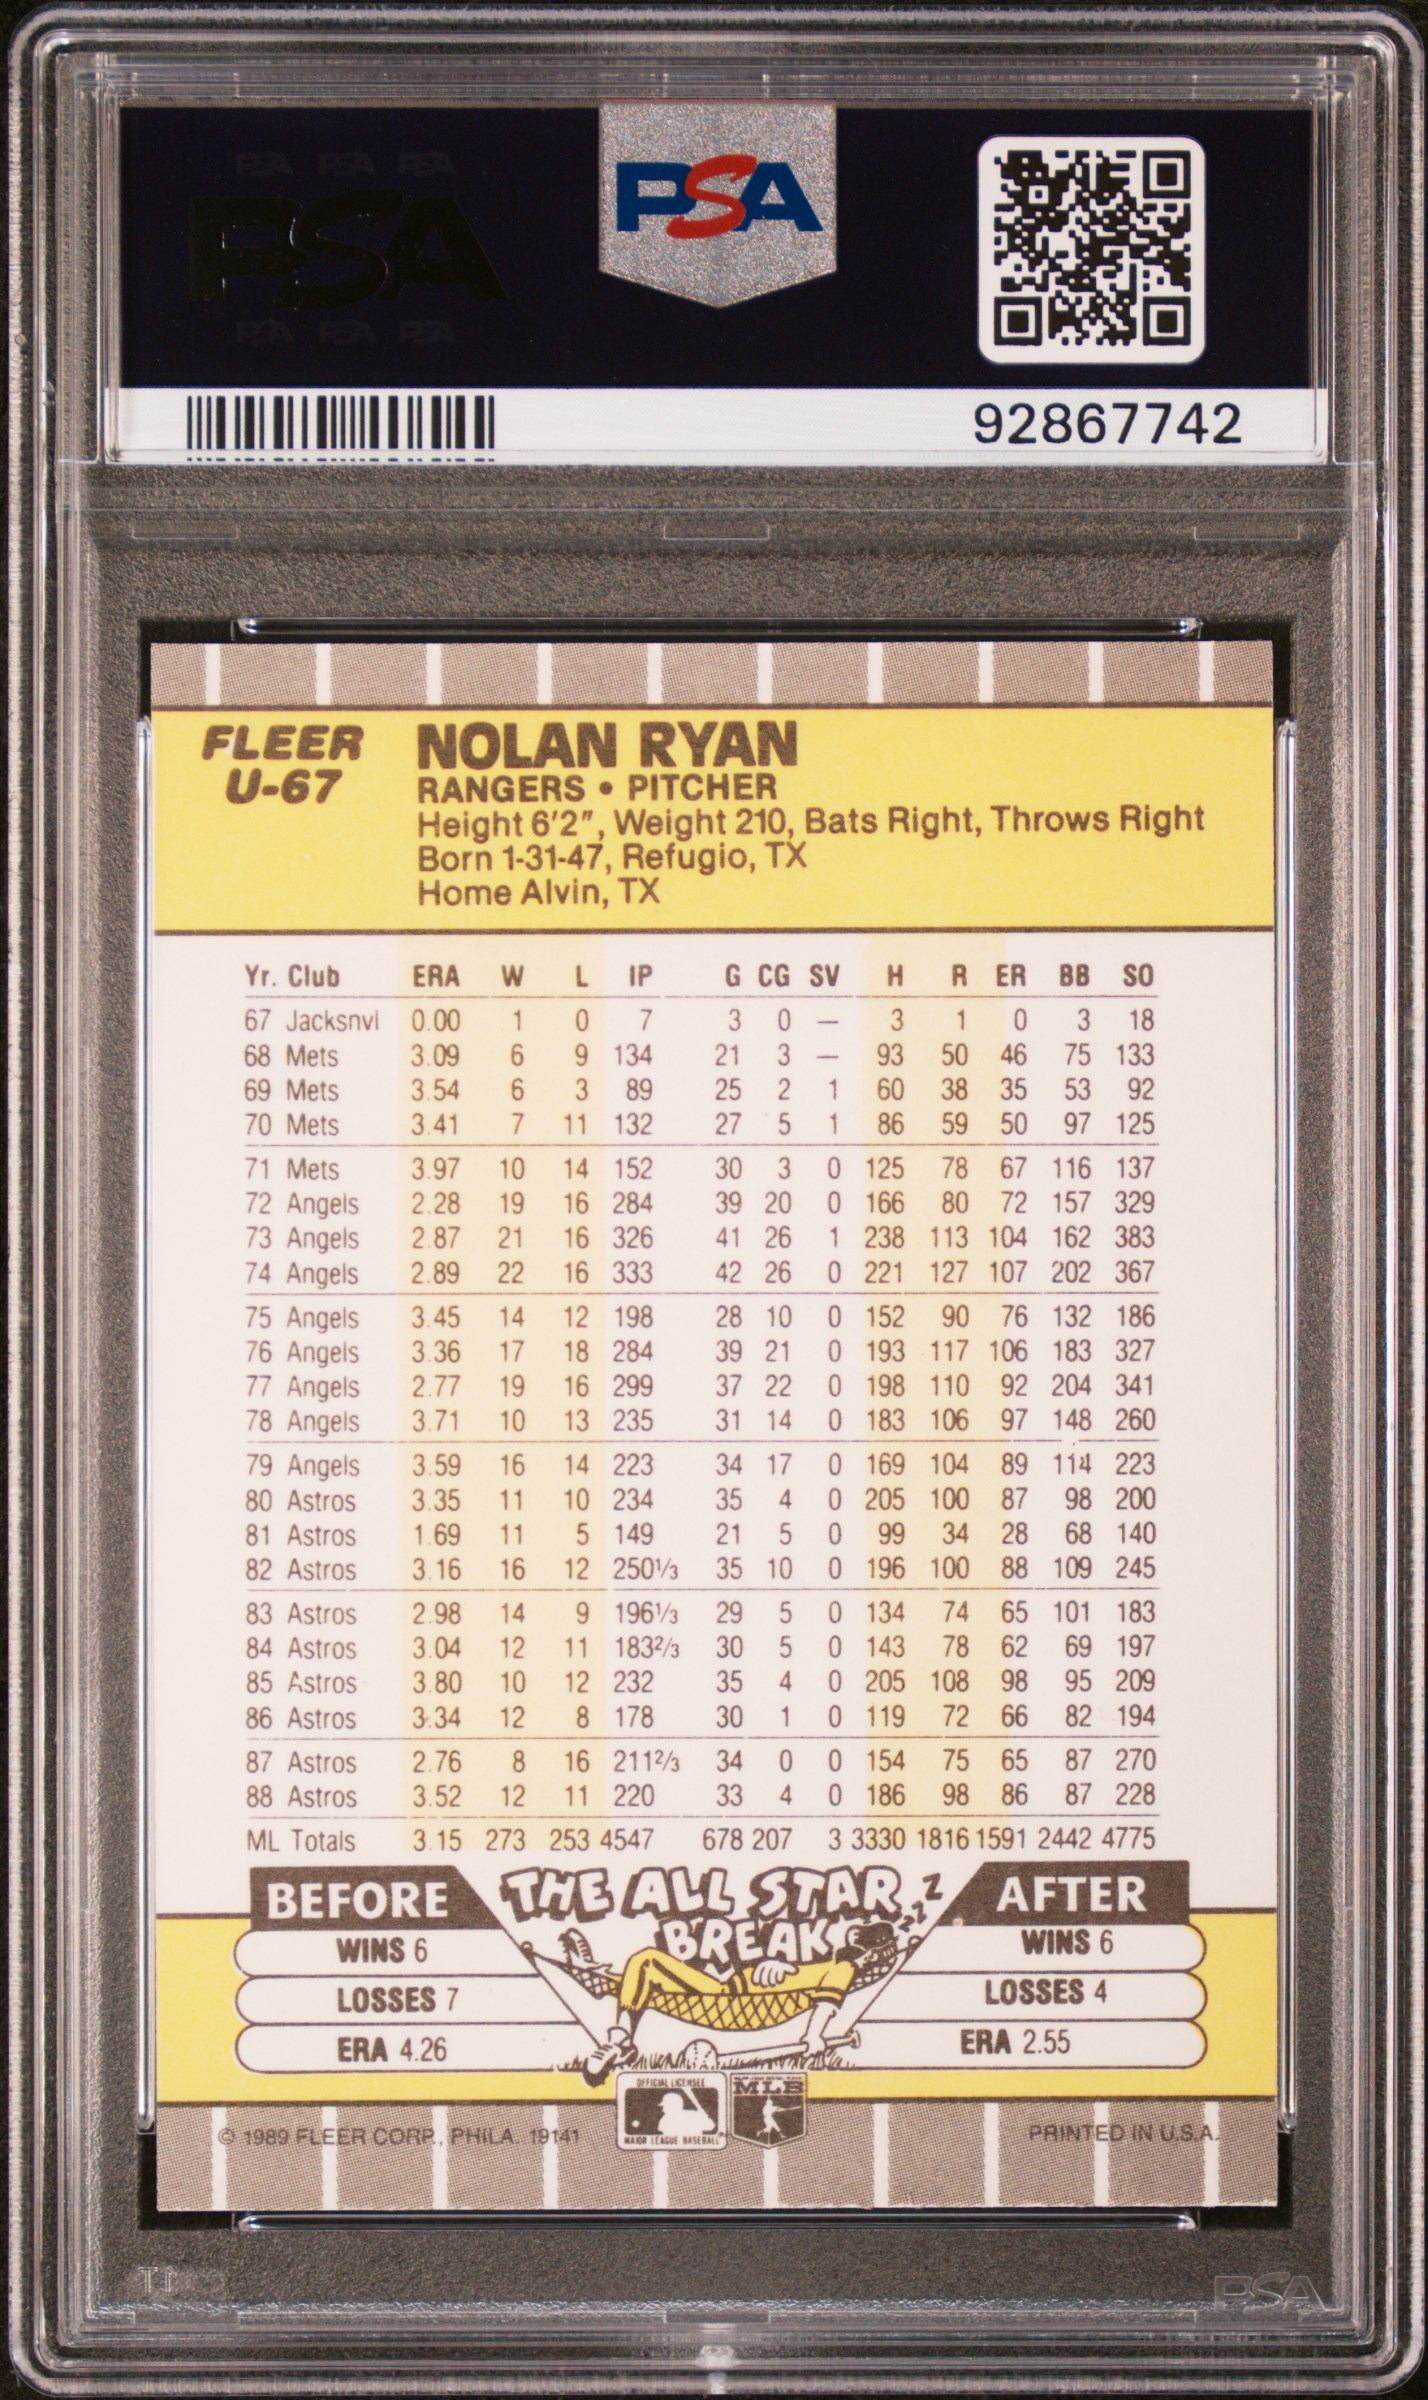 PSA PSA PSA
PSA
PSA PSA PSA
PSA
92867742
FLEER
U-67
NOLAN RYAN
RANGERS • PITCHER
Height 6'2", Weight 210, Bats Right, Throws Right
Born 1-31-47, Refugio, TX
Home Alvin, TX
Yr. Club ERA W L IP G CG SV H R ER BB SO
67 Jacksnvl 0.00 1 0 7 3 0 — 3 1 0 3 18
68 Mets 3.09 6 9 134 21 3 — 93 50 46 75 133
69 Mets 3.54 6 3 89 25 2 1 60 38 35 53 92
70 Mets 3.41 7 11 132 27 5 1 86 59 50 97 125
71 Mets 3.97 10 14 152 30 3 0 125 78 67 116 137
72 Angels 2.28 19 16 284 39 20 0 166 80 72 157 329
73 Angels 2.87 21 16 326 41 26 1 238 113 104 162 383
74 Angels 2.89 22 16 333 42 26 0 221 127 107 202 367
75 Angels 3.45 14 12 198 28 10 0 152 90 76 132 186
76 Angels 3.36 17 18 284 39 21 0 193 117 106 183 327
77 Angels 2.77 19 16 299 37 22 0 198 110 92 204 341
78 Angels 3.71 10 13 235 31 14 0 183 106 97 148 260
79 Angels 3.59 16 14 223 34 17 0 169 104 89 114 223
80 Astros 3.35 11 10 234 35 4 0 205 100 87 98 200
81 Astros 1.69 11 5 149 21 5 0 99 34 28 68 140
82 Astros 3.16 16 12 250⅓ 35 10 0 196 100 88 109 245
83 Astros 2.98 14 9 196⅓ 29 5 0 134 74 65 101 183
84 Astros 3.04 12 11 183⅔ 30 5 0 143 78 62 69 197
85 Astros 3.80 10 12 232 35 4 0 205 108 98 95 209
86 Astros 3.34 12 8 178 30 1 0 119 72 66 82 194
87 Astros 2.76 8 16 211⅔ 34 0 0 154 75 65 87 270
88 Astros 3.52 12 11 220 33 4 0 186 98 86 87 228
ML Totals 3.15 273 253 4547 678 207 3 3330 1816 1591 2442 4775
BEFORE THE ALL STAR BREAK AFTER
ZZZZ
WINS 6 WINS 6
LOSSES 7 LOSSES 4
ERA 4.26 ERA 2.55
OFFICIAL LICENSEE
MAJOR LEAGUE BASEBALL
MLB
© 1989 FLEER CORP., PHILA. 19141 PRINTED IN U.S.A.
PSA